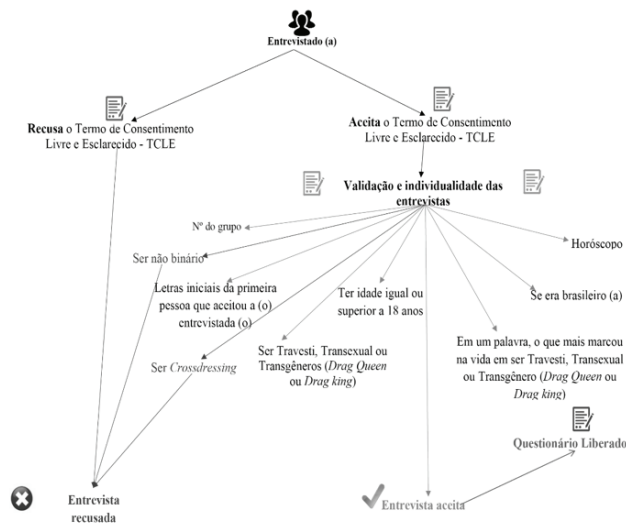 Entrevistado (a)
Recusa o Termo de Consentimento
Livre e Esclarecido - TCLE
Aceita o Termo de Consentimento
Livre e Esclarecido - TCLE
Validação e individualidade das
entrevistas
Nº do grupo
Ser não binário
Letras iniciais da primeira
pessoa que aceitou a (o)
entrevistada (o)
Ser Crossdressing
Ser Travesti, Transexual ou
Transgêneros (Drag Queen
ou Drag king)
Ter idade igual ou
superior a 18 anos
Horóscopo
Se era brasileiro (a)
Em um palavra, o que mais marcou
na vida em ser Travesti, Transexual
ou Transgênero (Drag Queen ou
Drag king)
Questionário Liberado
Entrevista
recusada
Entrevista aceita